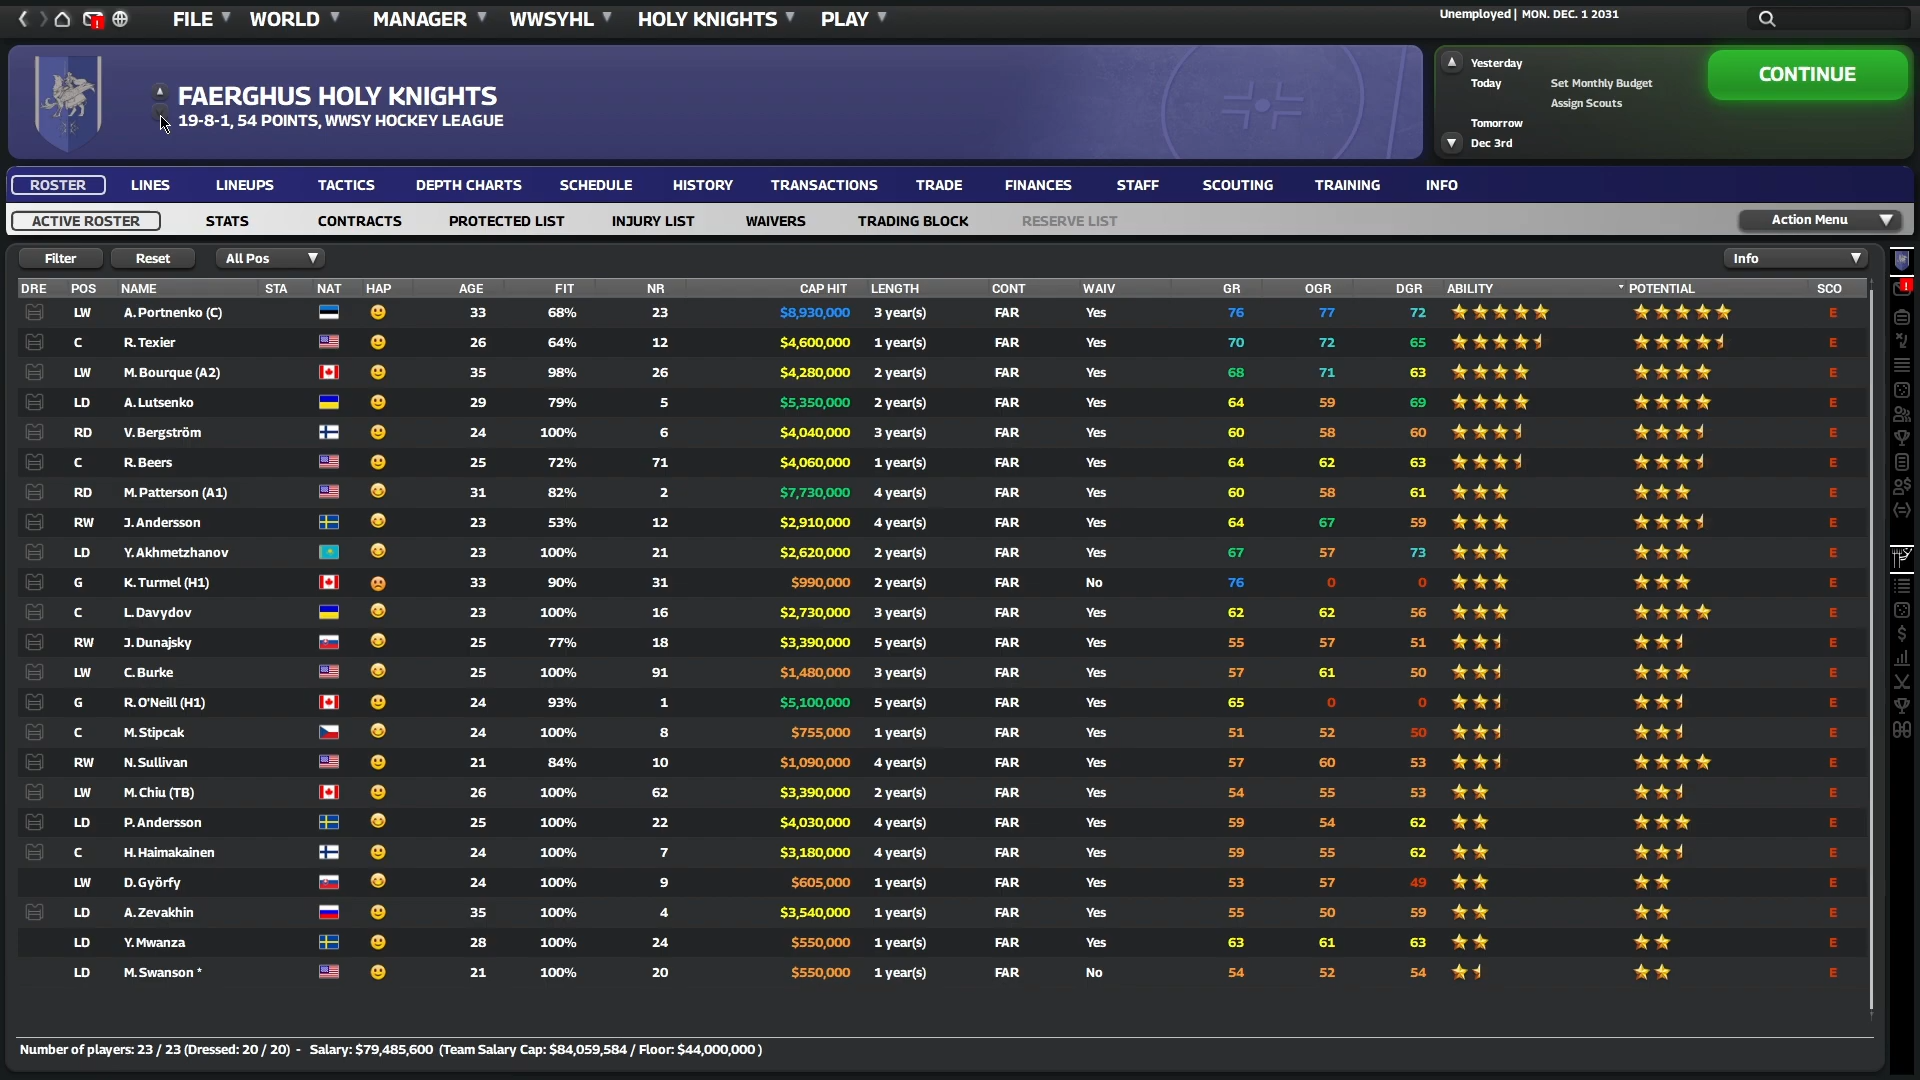 FILE WORLD MANAGER WWSYHL HOLY KNIGHTS PLAY Unemployed | MON. DEC. 1 2031
FAERGHUS HOLY KNIGHTS
19-8-1, 54 POINTS, WWSY HOCKEY LEAGUE
Yesterday
Today Set Monthly Budget
Assign Scouts
Tomorrow
Dec 3rd
CONTINUE
ROSTER LINES LINEUPS TACTICS DEPTH CHARTS SCHEDULE HISTORY TRANSACTIONS TRADE FINANCES STAFF SCOUTING TRAINING INFO
ACTIVE ROSTER STATS CONTRACTS PROTECTED LIST INJURY LIST WAIVERS TRADING BLOCK RESERVE LIST Action Menu
Filter Reset All Pos Info
DRE POS NAME STA NAT HAP AGE FIT NR CAP HIT LENGTH CONT WAIV GR OGR DGR ABILITY POTENTIAL SCO
LW A. Portnenko (C) 33 68% 23 $8,930,000 3 year(s) FAR Yes 76 77 72 E
C R. Texier 26 64% 12 $4,600,000 1 year(s) FAR Yes 70 72 65 E
LW M. Bourque (A2) 35 98% 26 $4,280,000 2 year(s) FAR Yes 68 71 63 E
LD A. Lutsenko 29 79% 5 $5,350,000 2 year(s) FAR Yes 64 59 69 E
RD V. Bergström 24 100% 6 $4,040,000 3 year(s) FAR Yes 60 58 60 E
C R. Beers 25 72% 71 $4,060,000 1 year(s) FAR Yes 64 62 63 E
RD M. Patterson (A1) 31 82% 2 $7,730,000 4 year(s) FAR Yes 60 58 61 E
RW J. Andersson 23 53% 12 $2,910,000 4 year(s) FAR Yes 64 67 59 E
LD Y. Akhmetzhanov 23 100% 21 $2,620,000 2 year(s) FAR Yes 67 57 73 E
G K. Turmel (H1) 33 90% 31 $990,000 2 year(s) FAR No 76 0 0 E
C L. Davydov 23 100% 16 $2,730,000 3 year(s) FAR Yes 62 62 56 E
RW J. Dunajsky 25 77% 18 $3,390,000 5 year(s) FAR Yes 55 57 51 E
LW C. Burke 25 100% 91 $1,480,000 3 year(s) FAR Yes 57 61 50 E
G R. O'Neill (H1) 24 93% 1 $5,100,000 5 year(s) FAR Yes 65 0 0 E
C M. Stipcak 24 100% 8 $755,000 1 year(s) FAR Yes 51 52 50 E
RW N. Sullivan 21 84% 10 $1,090,000 4 year(s) FAR Yes 57 60 53 E
LW M. Chiu (TB) 26 100% 62 $3,390,000 2 year(s) FAR Yes 54 55 53 E
LD P. Andersson 25 100% 22 $4,030,000 4 year(s) FAR Yes 59 54 62 E
C H. Haimakainen 24 100% 7 $3,180,000 4 year(s) FAR Yes 59 55 62 E
LW D. Györfy 24 100% 9 $605,000 1 year(s) FAR Yes 53 57 49 E
LD A. Zevakhin 35 100% 4 $3,540,000 1 year(s) FAR Yes 55 50 59 E
LD Y. Mwanza 28 100% 24 $550,000 1 year(s) FAR Yes 63 61 63 E
LD M. Swanson * 21 100% 20 $550,000 1 year(s) FAR No 54 52 54 E
Number of players: 23 / 23 (Dressed: 20 / 20) - Salary: $79,485,600 (Team Salary Cap: $84,059,584 / Floor: $44,000,000 )